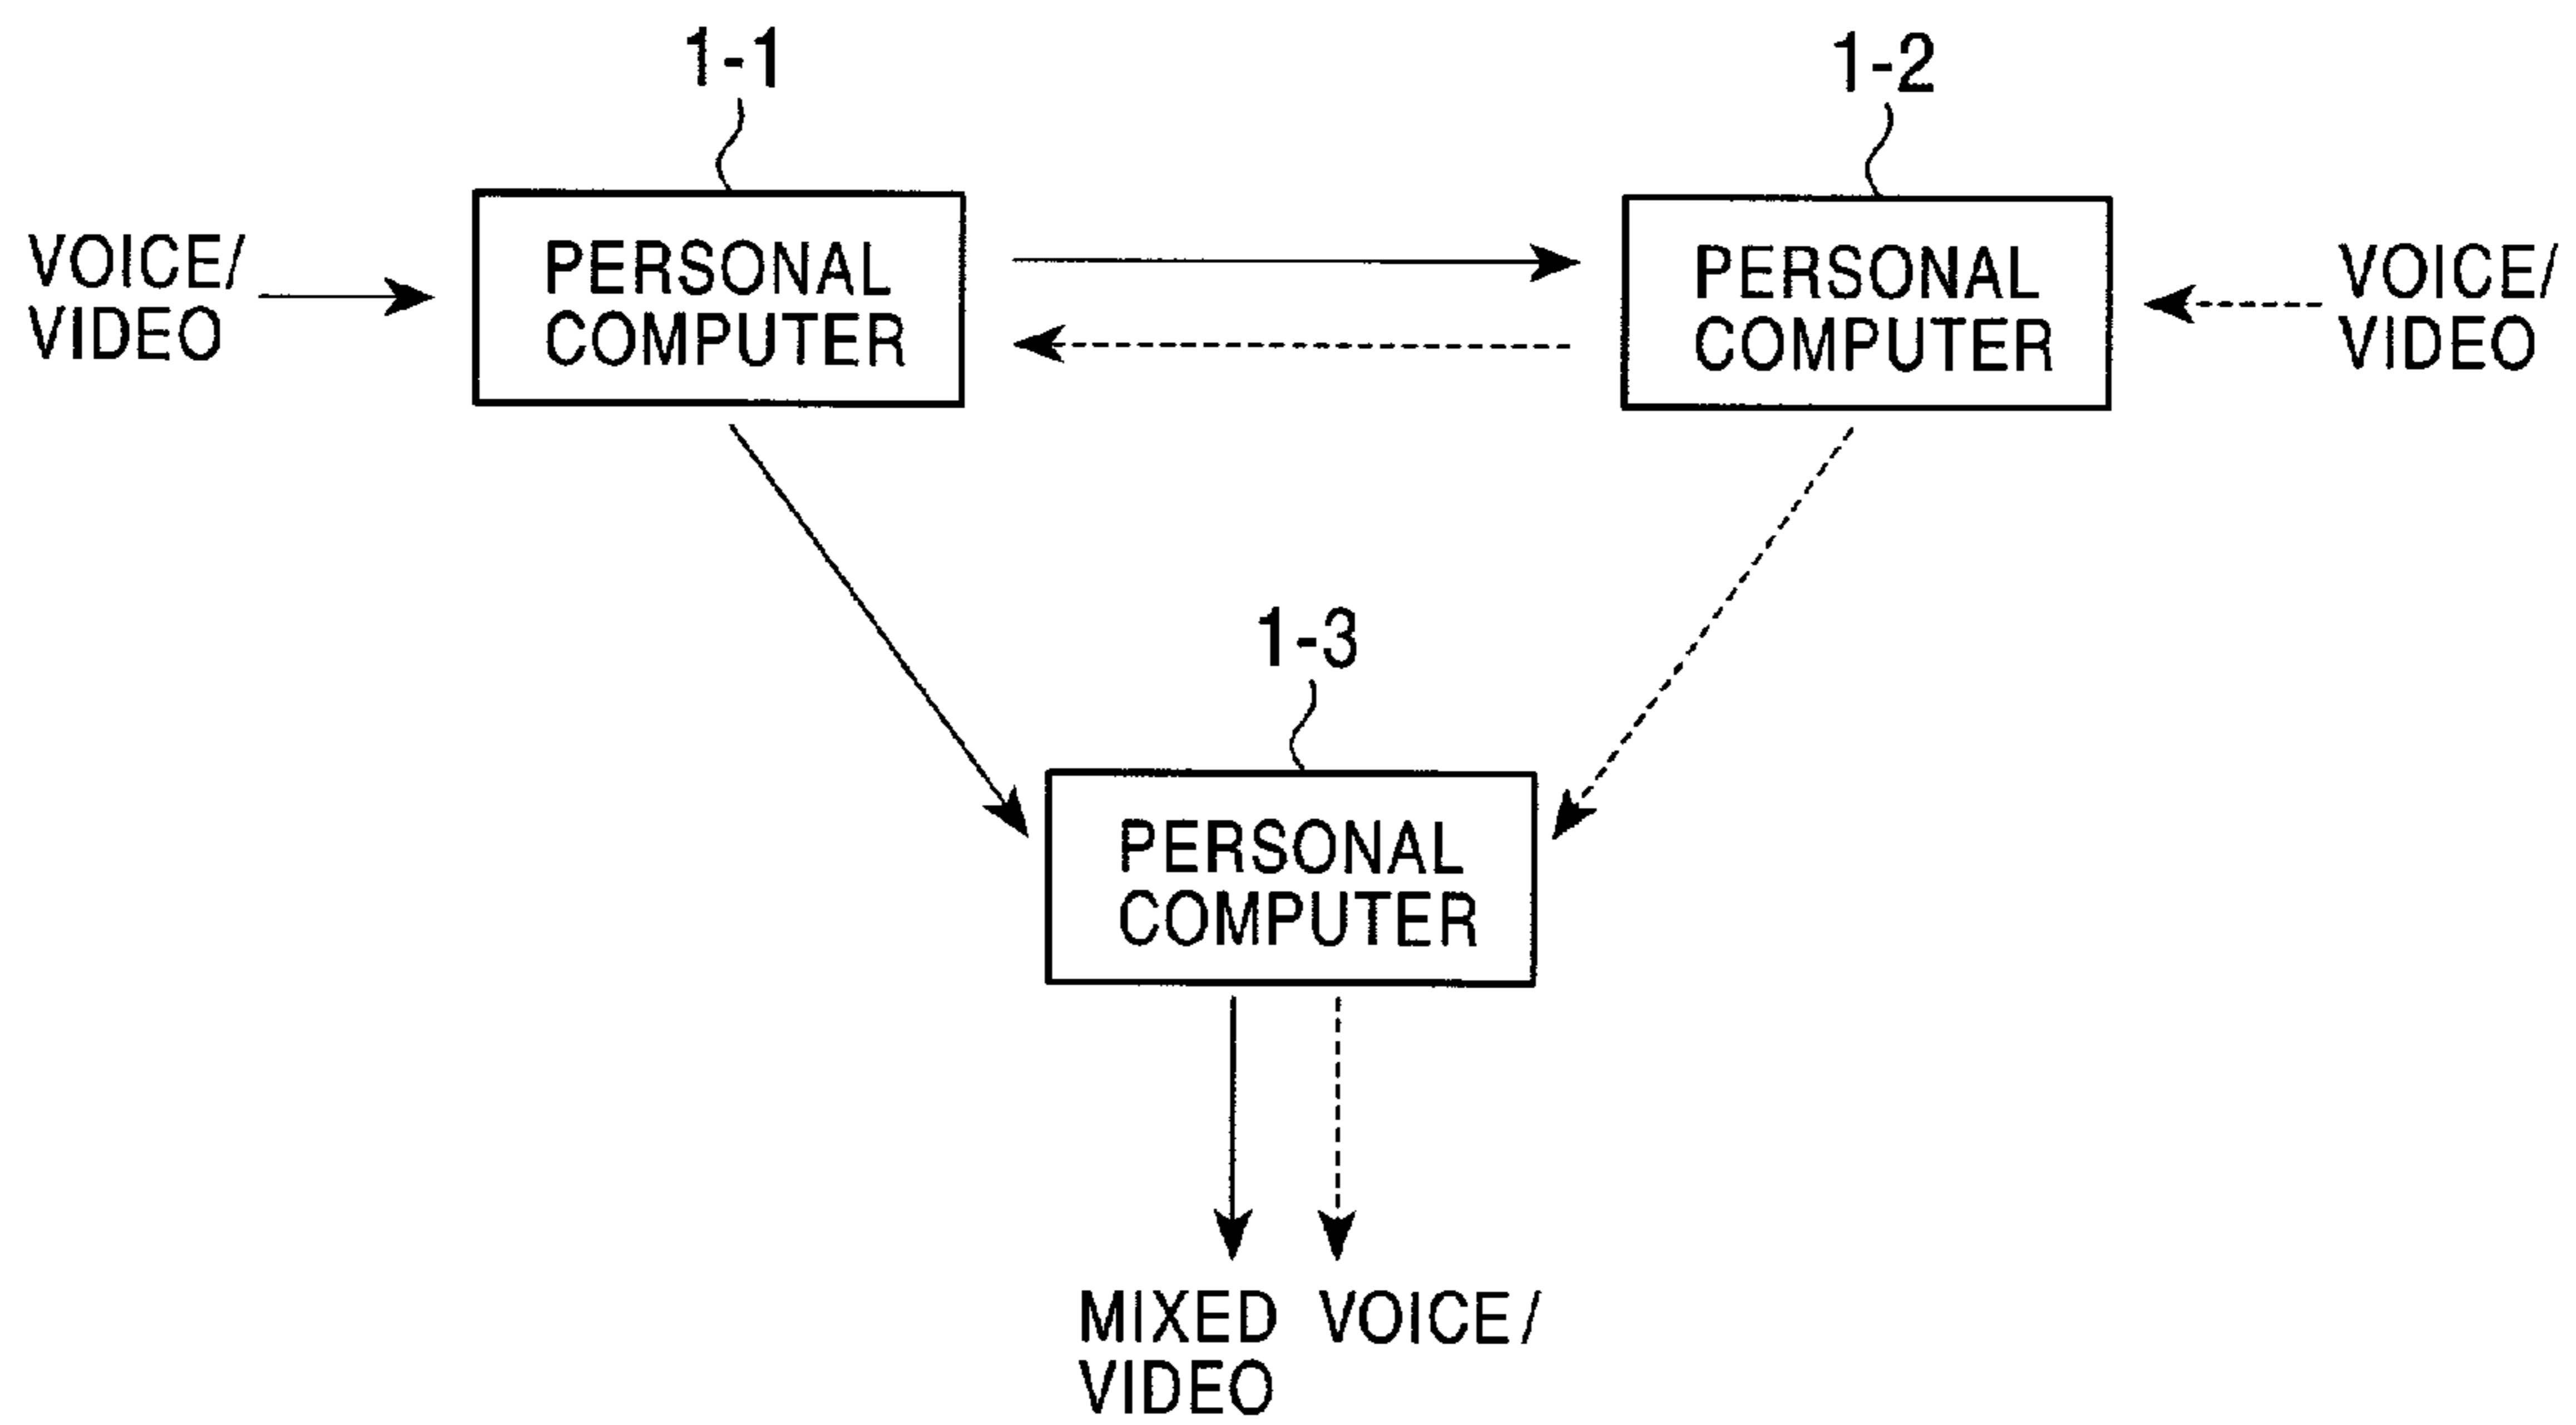 1-1
1-2
VOICE/
VIDEO
PERSONAL
COMPUTER
PERSONAL
COMPUTER
VOICE/
VIDEO
1-3
PERSONAL
COMPUTER
MIXED VOICE/
VIDEO